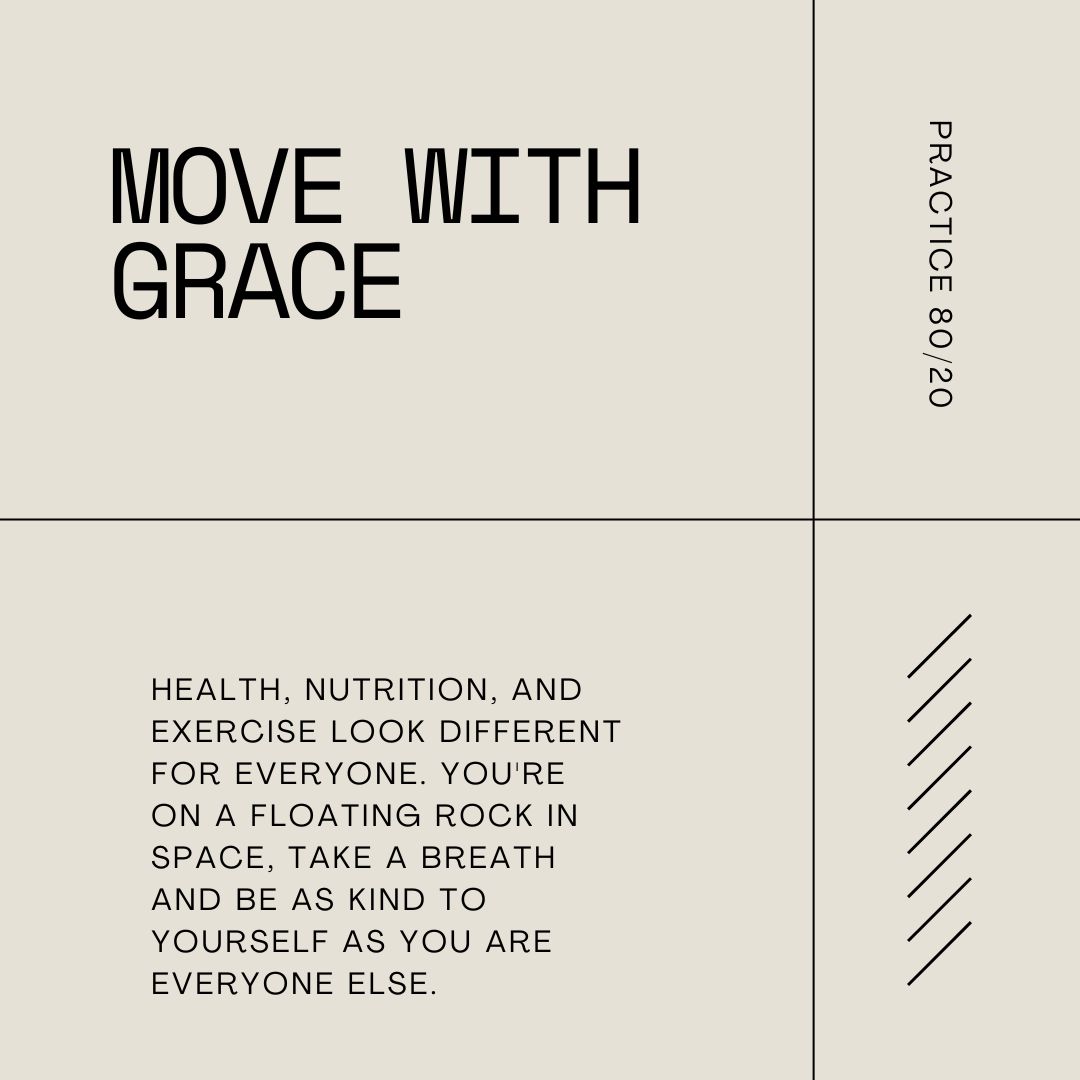 MOVE WITH
GRACE
PRACTICE 80/20
HEALTH, NUTRITION, AND
EXERCISE LOOK DIFFERENT
FOR EVERYONE. YOU'RE
ON A FLOATING ROCK IN
SPACE, TAKE A BREATH
AND BE AS KIND TO
YOURSELF AS YOU ARE
EVERYONE ELSE.